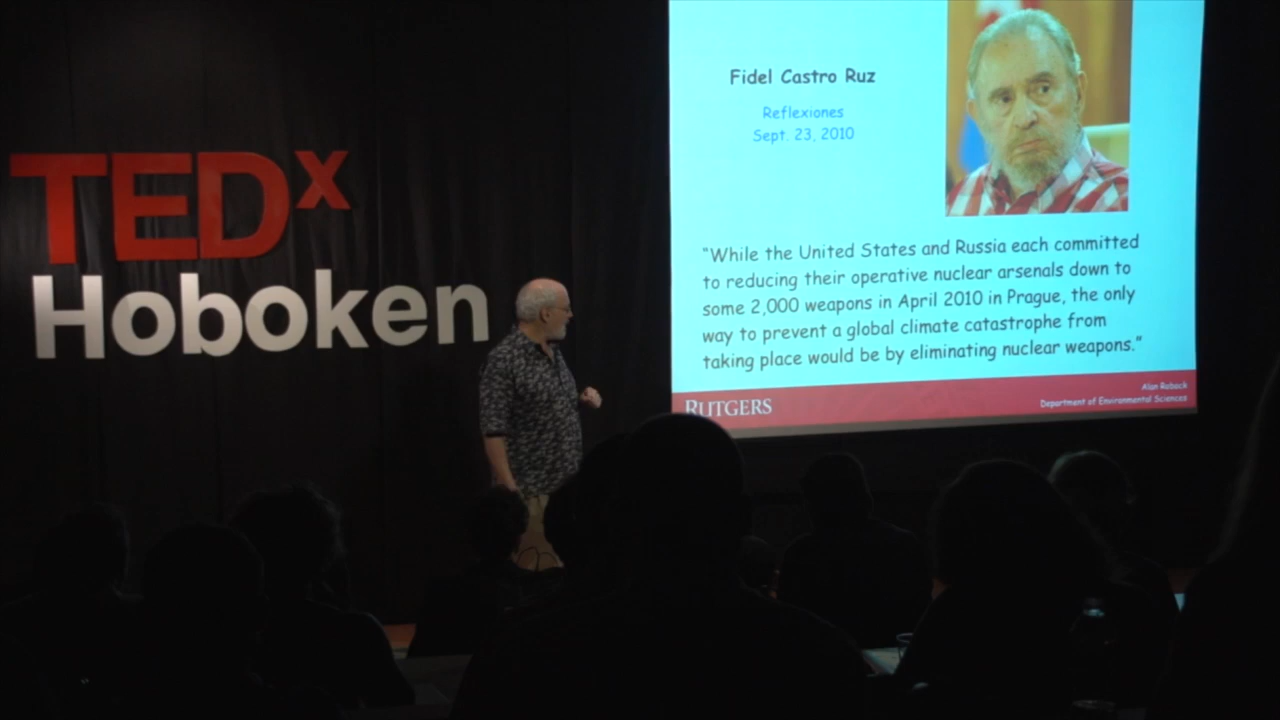 TEDx
Hoboken
Fidel Castro Ruz
Reflexiones
Sept. 23, 2010
“While the United States and Russia each committed
to reducing their operative nuclear arsenals down to
some 2,000 weapons in April 2010 in Prague, the only
way to prevent a global climate catastrophe from
taking place would be by eliminating nuclear weapons.”
RUTGERS
Alan Robock
Department of Environmental Sciences